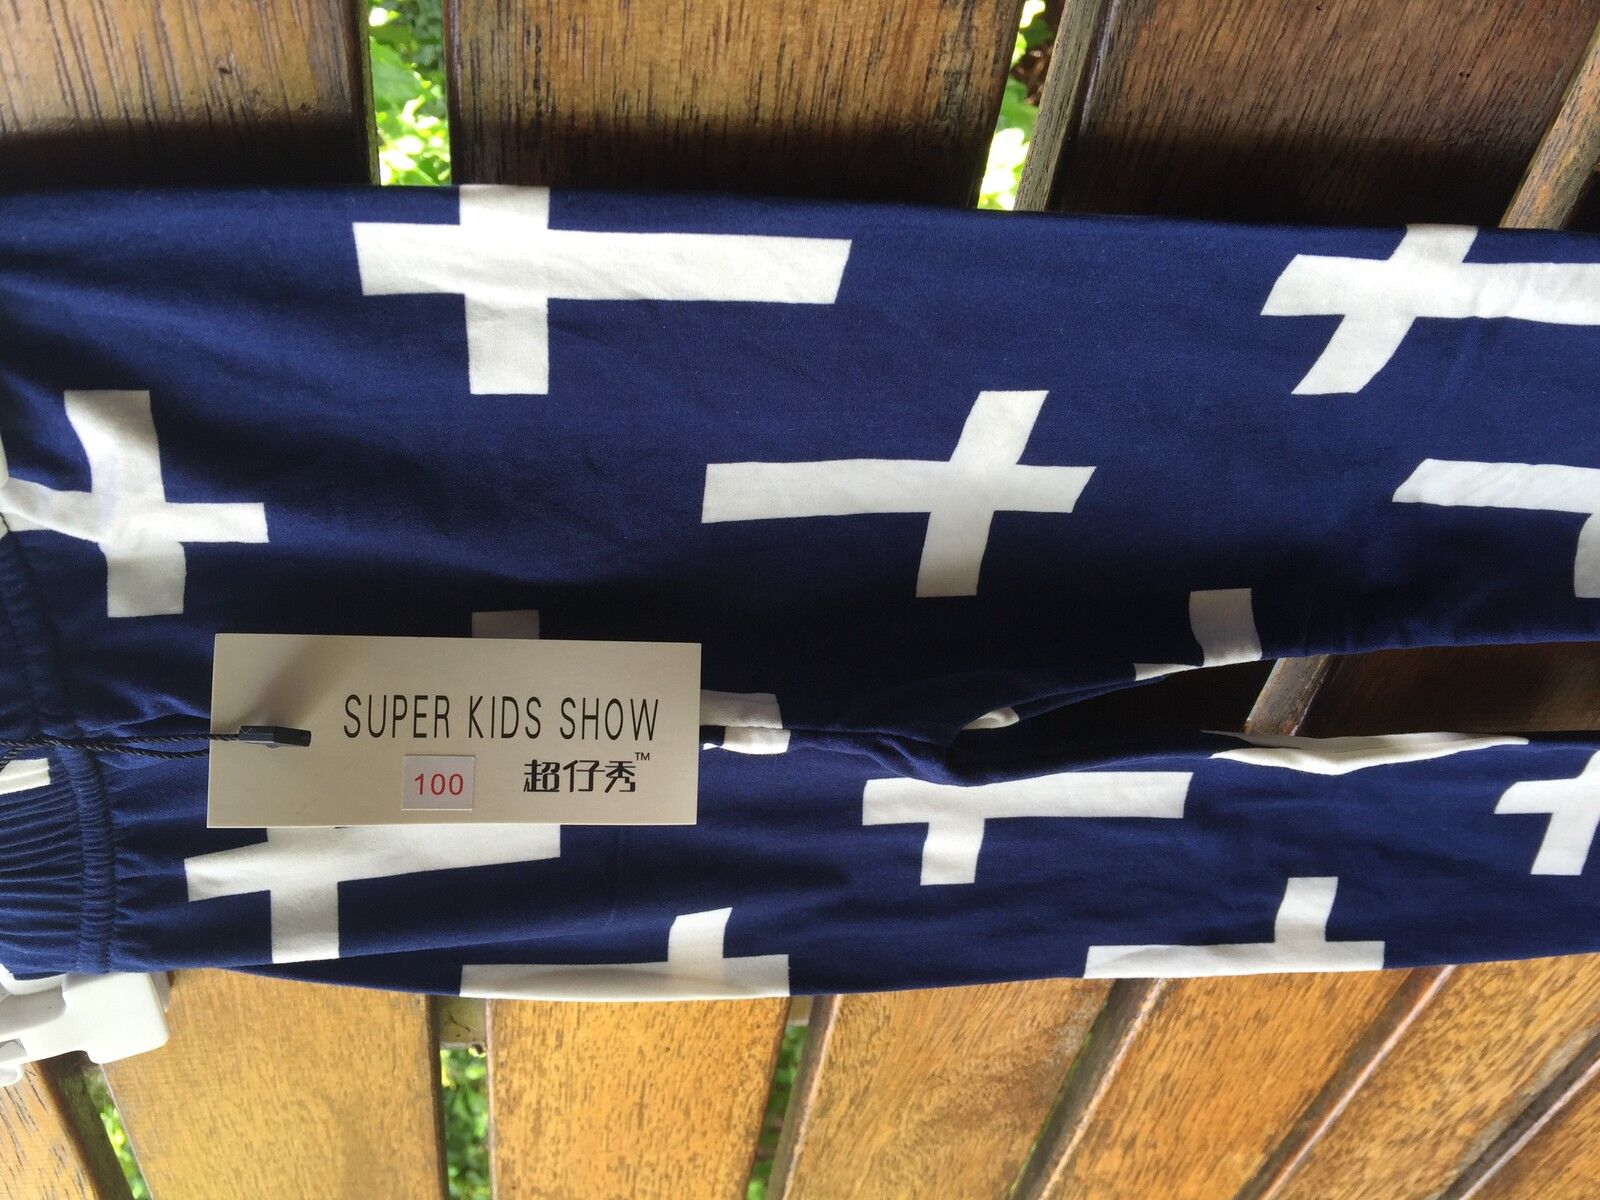 SUPER KIDS SHOW
100 超仔秀™